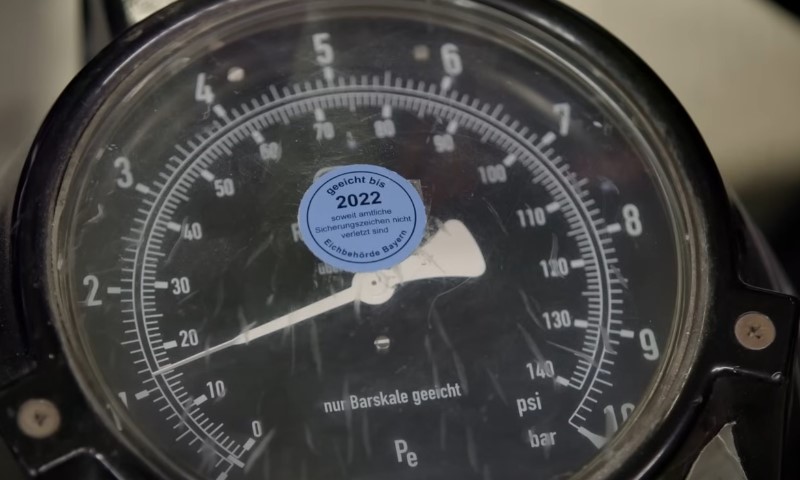 5
6
4
7
3
8
2
9
1
10
70
80
60
90
50
100
40
110
30
120
20
130
10
140
0
geeicht bis
2022
soweit amtliche
Sicherungszeichen nicht
verletzt sind
Eichbehörde Bayern
nur Barskale geeicht
psi
bar
Pe